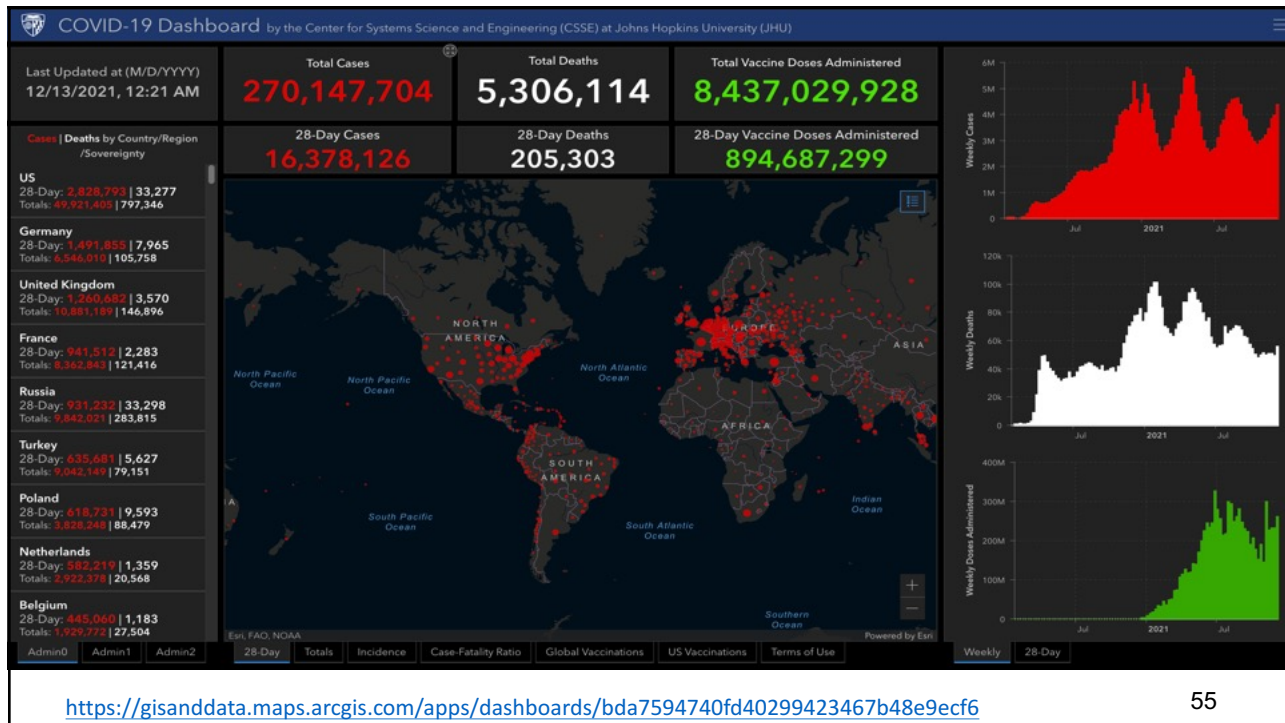 COVID-19 Dashboard by the Center for Systems Science and Engineering (CSSE) at Johns Hopkins University (JHU)
Last Updated at (M/D/YYYY)
12/13/2021, 12:21 AM
Total Cases
270,147,704
Total Deaths
5,306,114
Total Vaccine Doses Administered
8,437,029,928
28-Day Cases
16,378,126
28-Day Deaths
205,303
28-Day Vaccine Doses Administered
894,687,299
Cases | Deaths by Country/Region
/Sovereignty
US
28-Day: 2,828,793 | 33,277
Totals: 49,921,405 | 797,346
Germany
28-Day: 1,491,855 | 7,965
Totals: 6,546,010 | 105,758
United Kingdom
28-Day: 1,260,682 | 3,570
Totals: 10,881,189 | 146,896
France
28-Day: 941,512 | 2,283
Totals: 8,362,843 | 121,416
Russia
28-Day: 931,232 | 33,298
Totals: 9,842,021 | 283,815
Turkey
28-Day: 635,681 | 5,627
Totals: 9,042,149 | 79,151
Poland
28-Day: 618,731 | 9,593
Totals: 3,828,248 | 88,479
Netherlands
28-Day: 582,219 | 1,359
Totals: 2,922,378 | 20,568
Belgium
28-Day: 445,060 | 1,183
Totals: 1,929,772 | 27,504
Admin0 Admin1 Admin2
NORTH
AMERICA
EUROPE
ASIA
North Pacific
Ocean
North Pacific
Ocean
North Atlantic
Ocean
AFRICA
SOUTH
AMERICA
IA
Indian
Ocean
South Pacific
Ocean
South Atlantic
Ocean
Southern
Ocean
+
−
Esri, FAO, NOAA
Powered by Esri
28-Day Totals Incidence Case-Fatality Ratio Global Vaccinations US Vaccinations Terms of Use
Weekly Cases
6M
5M
4M
3M
2M
1M
0
Jul 2021 Jul
Weekly Deaths
120k
100k
80k
60k
40k
20k
0
Jul 2021 Jul
Weekly Doses Administered
400M
300M
200M
100M
0
Jul 2021 Jul
Weekly 28-Day
https://gisanddata.maps.arcgis.com/apps/dashboards/bda7594740fd40299423467b48e9ecf6
55